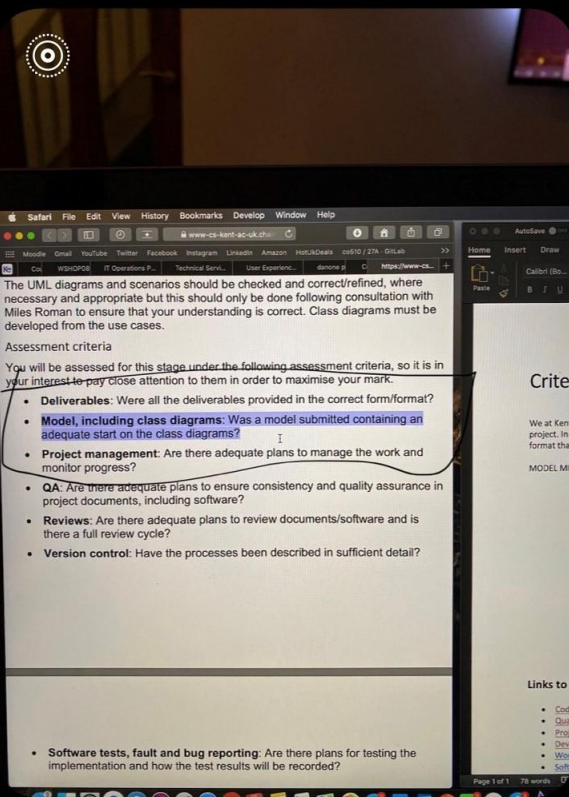 Safari File Edit View History Bookmarks Develop Window Help
www-cs-kent-ac-uk.cha
AutoSave
Moodle Gmail YouTube Twitter Facebook Instagram LinkedIn Amazon HotUkDeals co510 / 27A · GitLab
Home Insert Draw
Ke Co WSHOP08 IT Operations P... Technical Servi... User Experienc... danone p C https://www-cs...
Paste
Calibri (Bo...
B I U
The UML diagrams and scenarios should be checked and correct/refined, where
necessary and appropriate but this should only be done following consultation with
Miles Roman to ensure that your understanding is correct. Class diagrams must be
developed from the use cases.
Assessment criteria
You will be assessed for this stage under the following assessment criteria, so it is in
your interest to pay close attention to them in order to maximise your mark.
• Deliverables: Were all the deliverables provided in the correct form/format?
• Model, including class diagrams: Was a model submitted containing an
adequate start on the class diagrams?
• Project management: Are there adequate plans to manage the work and
monitor progress?
• QA: Are there adequate plans to ensure consistency and quality assurance in
project documents, including software?
• Reviews: Are there adequate plans to review documents/software and is
there a full review cycle?
• Version control: Have the processes been described in sufficient detail?
• Software tests, fault and bug reporting: Are there plans for testing the
implementation and how the test results will be recorded?
Crite
We at Ken
project. In
format tha
MODEL MI
Links to
• Cod
• Qua
• Pro
• Dev
• Wo
• Soft
Page 1 of 1 78 words